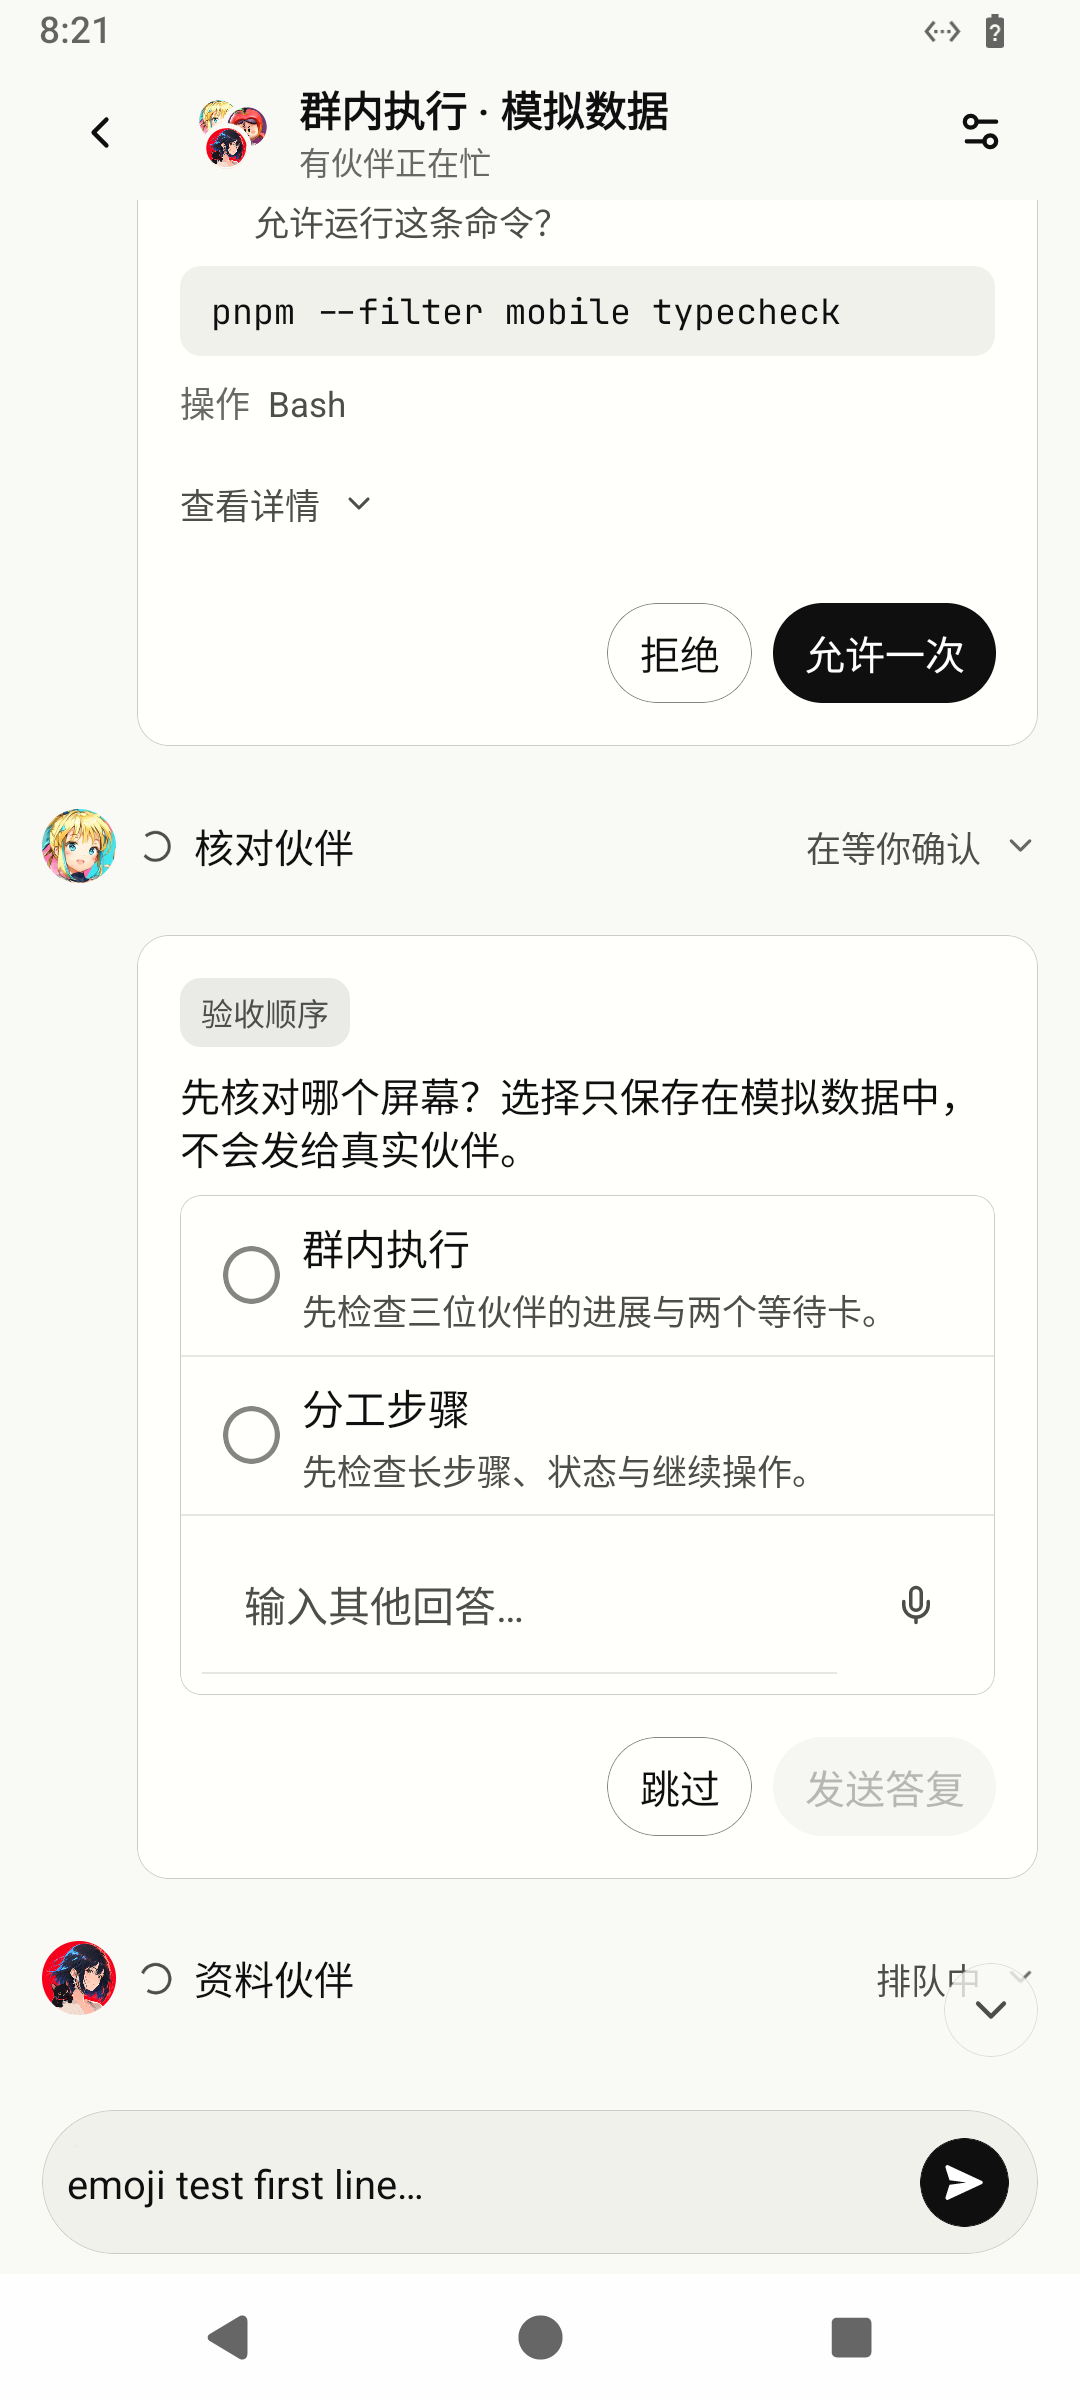 8:21
群内执行 · 模拟数据
有伙伴正在忙
允许运行这条命令？
pnpm --filter mobile typecheck
操作 Bash
查看详情
拒绝 允许一次
核对伙伴 在等你确认
验收顺序
先核对哪个屏幕？选择只保存在模拟数据中，
不会发给真实伙伴。
群内执行
先检查三位伙伴的进展与两个等待卡。
分工步骤
先检查长步骤、状态与继续操作。
输入其他回答...
跳过 发送答复
资料伙伴 排队中
emoji test first line...